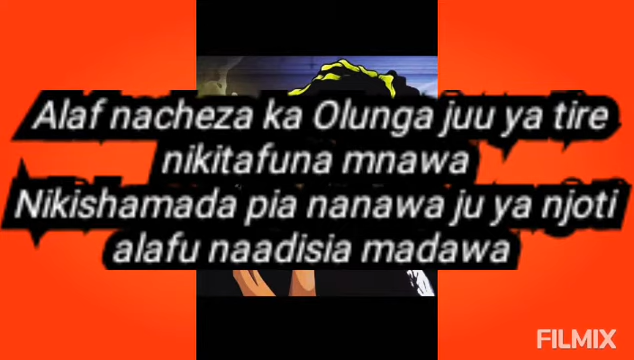 Alaf nacheza ka Olunga juu ya tire
nikitafuna mnawa
Nikishamada pia nanawa ju ya njoti
alafu naadisia madawa
FILMIX